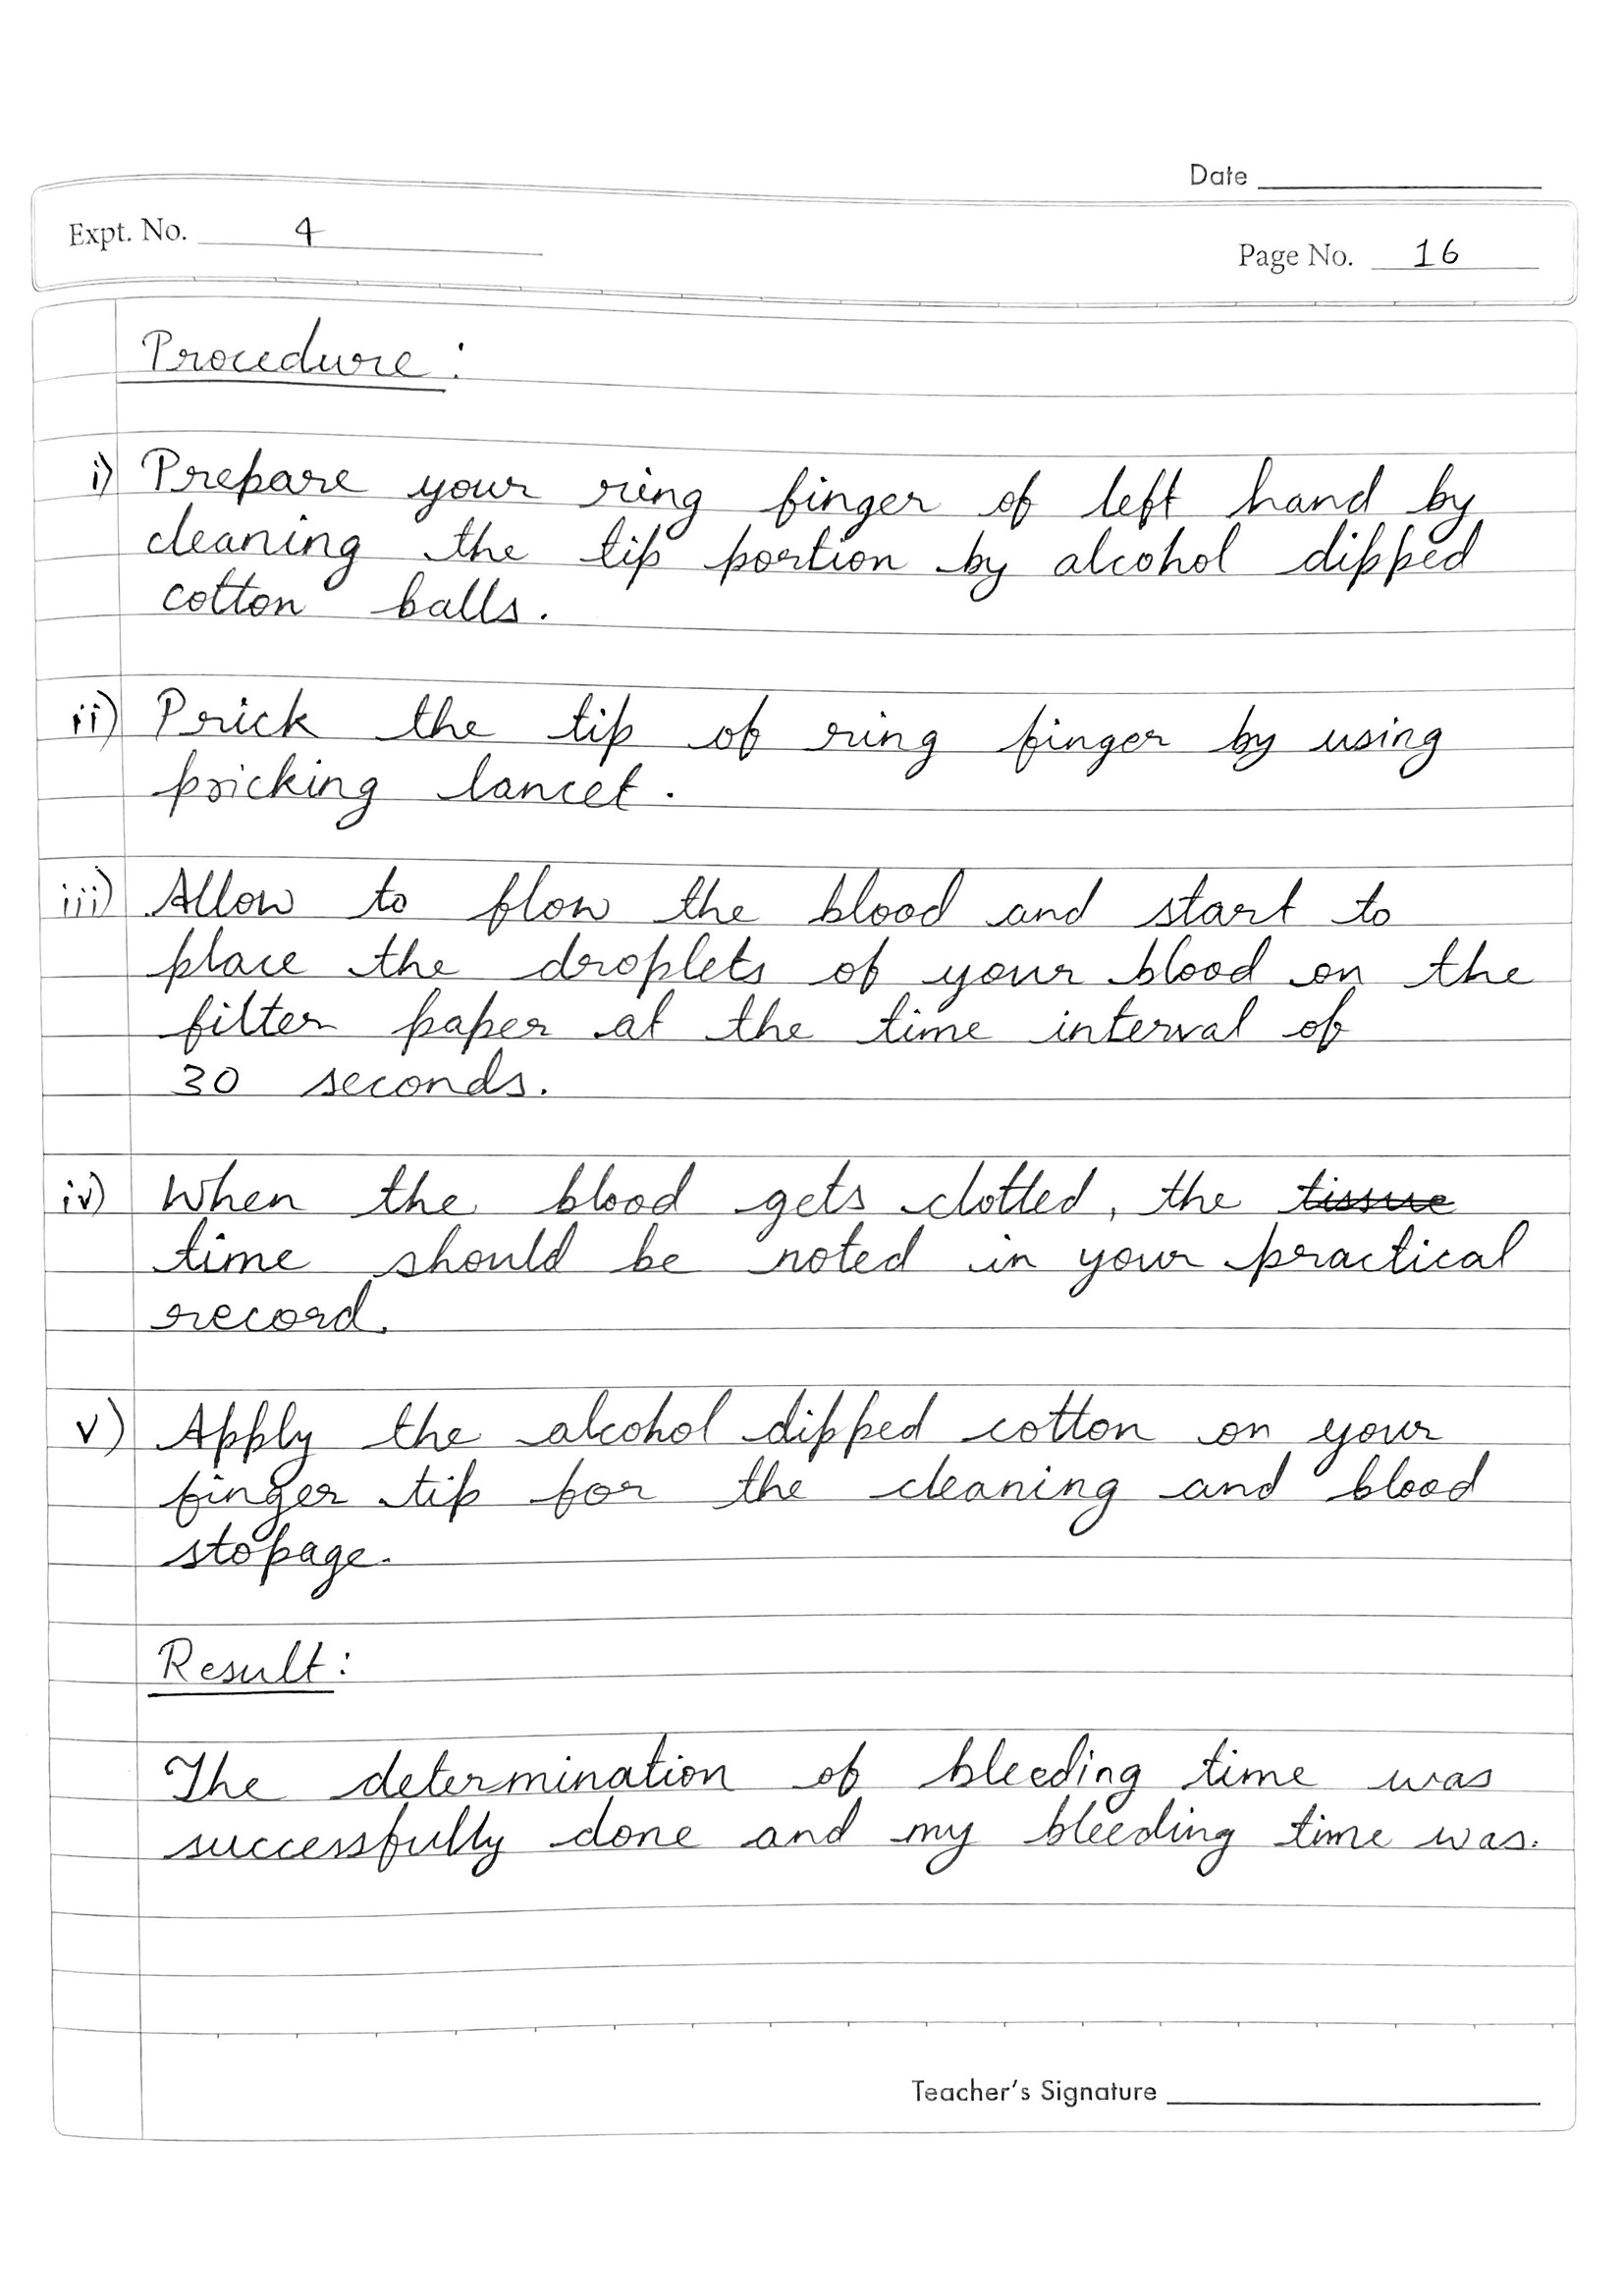 Date
Expt. No. 4
Page No. 16
Procedure :
i) Prepare your ring finger of left hand by
cleaning the tip portion by alcohol dipped
cotton balls.
ii) Prick the tip of ring finger by using
pricking lancet.
iii) Allow to flow the blood and start to
place the droplets of your blood on the
filter paper at the time interval of
30 seconds.
iv) When the blood gets clotted, the tissue
time should be noted in your practical
record.
v) Apply the alcohol dipped cotton on your
finger tip for the cleaning and blood
stopage.
Result :
The determination of bleeding time was
successfully done and my bleeding time was.
Teacher's Signature